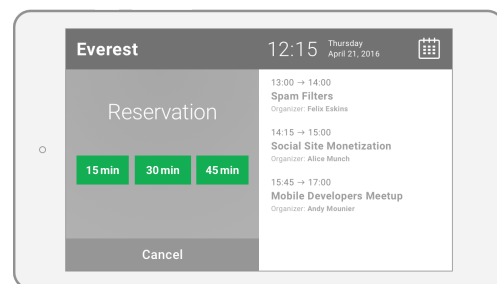 Everest
12:15
Thursday
April 21, 2016
Reservation
15 min
30 min
45 min
Cancel
13:00 → 14:00
Spam Filters
Organizer: Felix Eskins
14:15 → 15:00
Social Site Monetization
Organizer: Alice Munch
15:45 → 17:00
Mobile Developers Meetup
Organizer: Andy Mounier